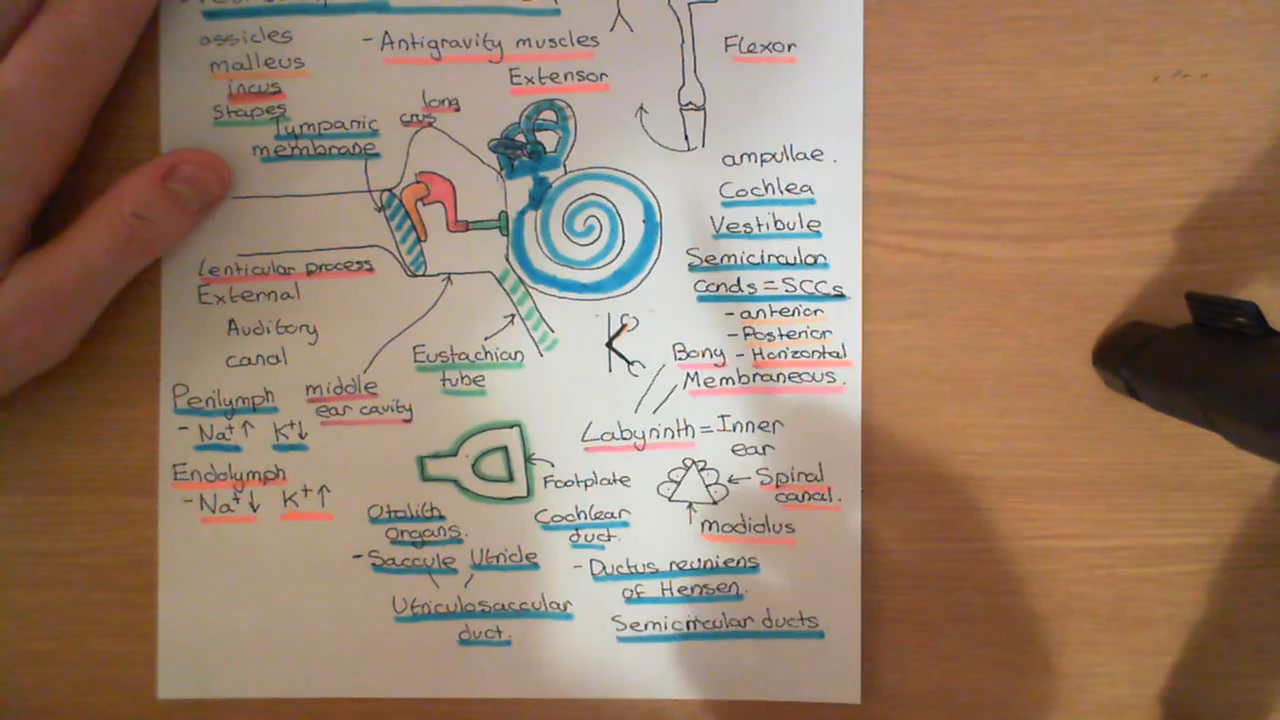 assicles
malleus
incus
Stapes
- Antigravity muscles
Extensor
Flexor
Tympanic
membrane
long
crus
ampullae.
Cochlea
Vestibule
Semicircular
canals = SCCs
- anterior
- Posterior
- Horizontal
Bony
Membraneous.
Labyrinth = Inner
ear
Lenticular process
External
Auditory
canal
Eustachian
tube
middle
ear cavity
Perilymph
- Na+↑ K+↓
Endolymph
- Na+↓ K+↑
Footplate
Spiral
canal.
modiolus
Otolith
organs.
- Saccule Utricle
Utriculosaccular
duct.
Cochlear
duct.
- Ductus reuniens
of Hensen.
Semicircular ducts